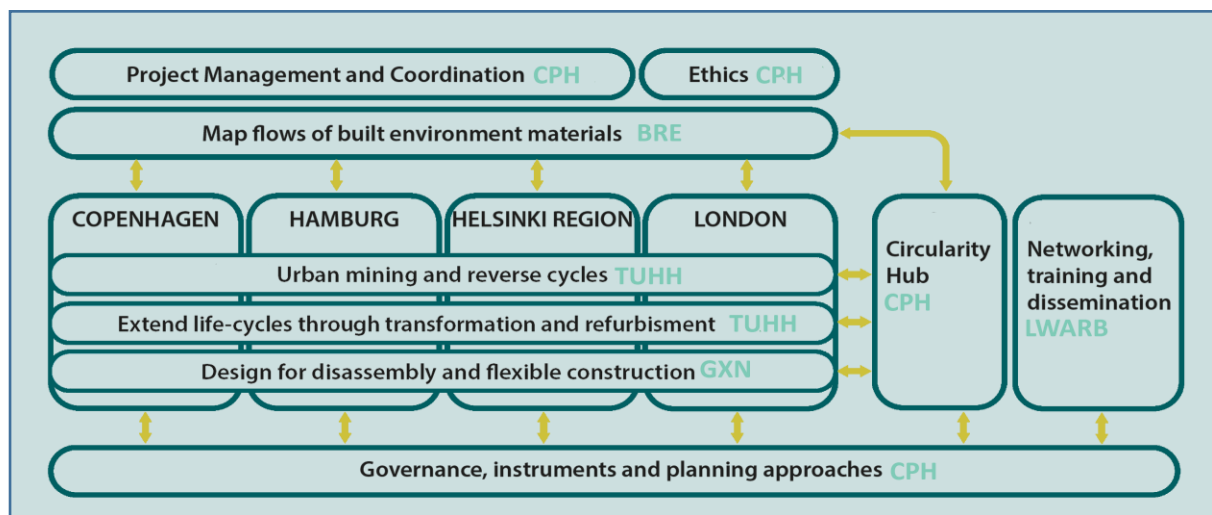 Project Management and Coordination CPH
Ethics CPH
Map flows of built environment materials BRE
COPENHAGEN
HAMBURG
HELSINKI REGION
LONDON
Urban mining and reverse cycles TUHH
Extend life-cycles through transformation and refurbisment TUHH
Design for disassembly and flexible construction GXN
Circularity
Hub
CPH
Networking,
training and
dissemination
LWARB
Governance, instruments and planning approaches CPH